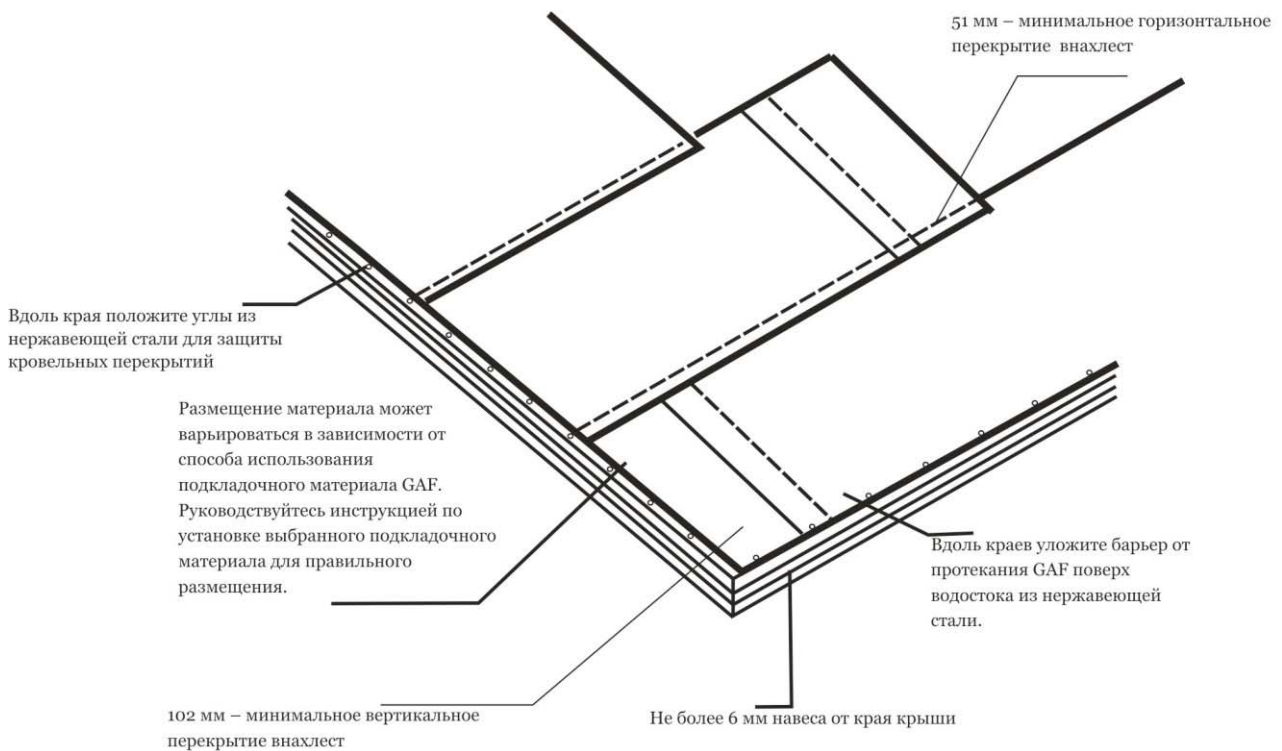 51 мм – минимальное горизонтальное
перекрытие внахлест
Вдоль края положите углы из
нержавеющей стали для защиты
кровельных перекрытий
Размещение материала может
варьироваться в зависимости от
способа использования
подкладочного материала GAF.
Руководствуйтесь инструкцией по
установке выбранного подкладочного
материала для правильного
размещения.
Вдоль краев уложите барьер от
протекания GAF поверх
водостока из нержавеющей
стали.
102 мм – минимальное вертикальное
перекрытие внахлест
Не более 6 мм навеса от края крыши